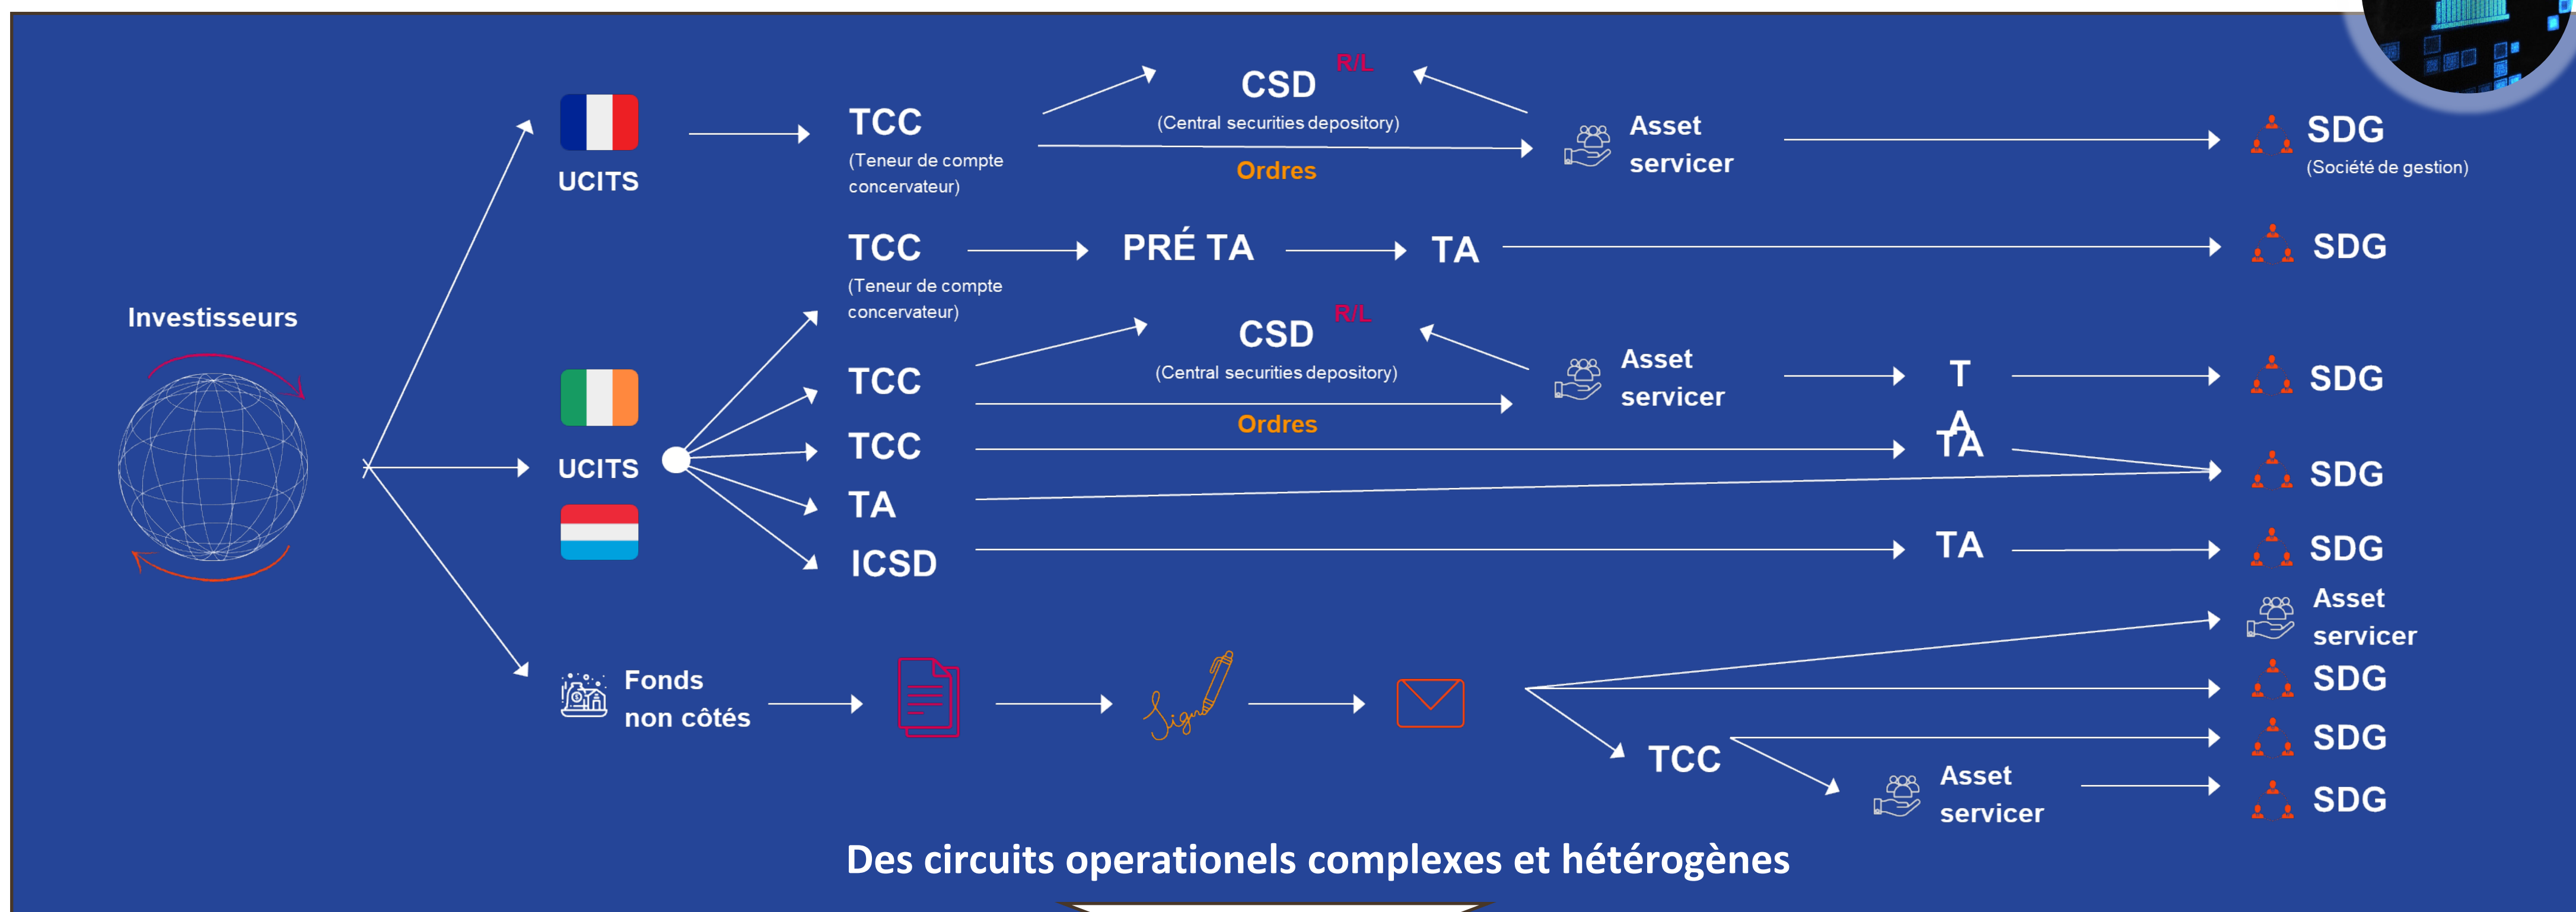 R/L
CSD
(Central securities depository)
TCC
(Teneur de compte
concervateur)
Ordres
Asset
servicer
SDG
(Société de gestion)
UCITS
TCC
(Teneur de compte
concervateur)
PRÉ TA
TA
SDG
Investisseurs
R/L
CSD
(Central securities depository)
TCC
Ordres
Asset
servicer
T
A
SDG
UCITS
TCC
TA
SDG
TA
ICSD
TA
SDG
Fonds
non côtés
Sign
Asset
servicer
SDG
TCC
SDG
Asset
servicer
SDG
Des circuits operationels complexes et hétérogènes